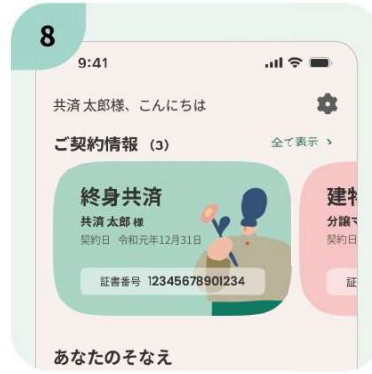 8
9:41
共済太郎様、こんにちは
ご契約情報 (3)
全て表示 ›
終身共済
共済太郎様
契約日 令和元年12月31日
証書番号 12345678901234
建
分譲
契約日
証
あなたのそなえ